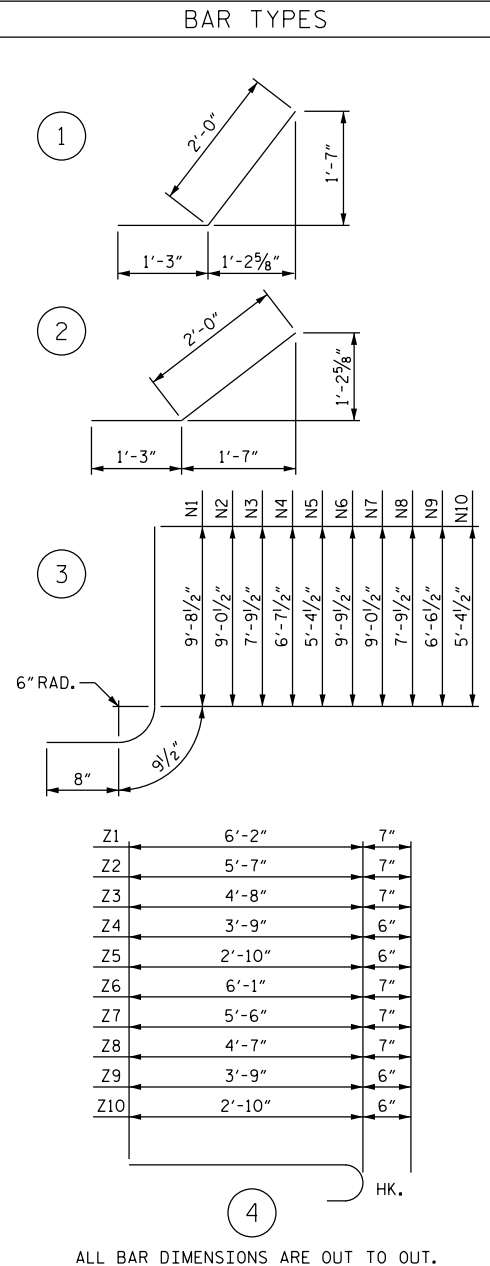 BAR TYPES
1
2'-0"
1'-7"
1'-3" 1'-2⅝"
2
2'-0"
1'-2⅝"
1'-3" 1'-7"
3
N1 N2 N3 N4 N5 N6 N7 N8 N9 N10
9'-8½" 9'-0½" 7'-9½" 6'-7½" 5'-4½" 9'-9½" 9'-0½" 7'-9½" 6'-6½" 5'-4½"
6" RAD.
9½"
8"
Z1 6'-2" 7"
Z2 5'-7" 7"
Z3 4'-8" 7"
Z4 3'-9" 6"
Z5 2'-10" 6"
Z6 6'-1" 7"
Z7 5'-6" 7"
Z8 4'-7" 7"
Z9 3'-9" 6"
Z10 2'-10" 6"
HK.
4
ALL BAR DIMENSIONS ARE OUT TO OUT.